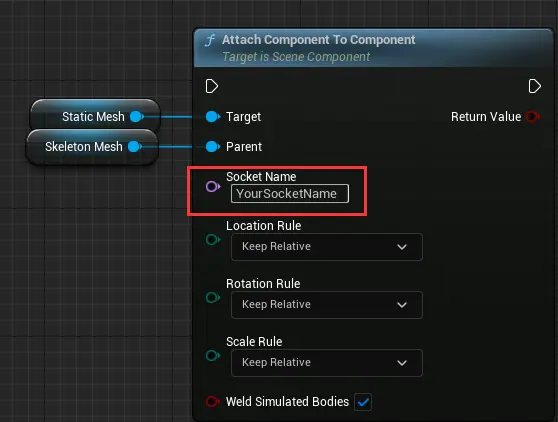 Attach Component To Component
Target is Scene Component
Static Mesh
Target
Return Value
Skeleton Mesh
Parent
Socket Name
YourSocketName
Location Rule
Keep Relative
Rotation Rule
Keep Relative
Scale Rule
Keep Relative
Weld Simulated Bodies